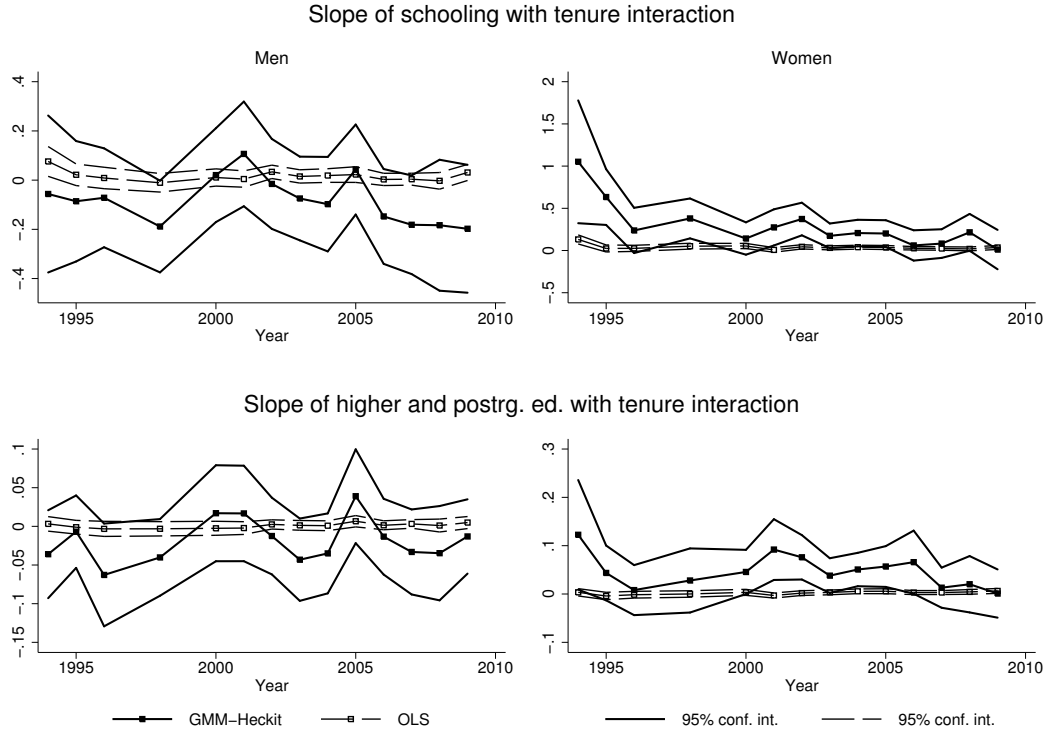 Slope of schooling with tenure interaction
Men
.4
.2
0
−.2
−.4
1995 2000 2005 2010
Year
Women
2
1.5
1
.5
0
−.5
1995 2000 2005 2010
Year
Slope of higher and postrg. ed. with tenure interaction
.1
.05
0
−.05
−.1
−.15
1995 2000 2005 2010
Year
.3
.2
.1
0
−.1
1995 2000 2005 2010
Year
GMM−Heckit OLS 95% conf. int. 95% conf. int.